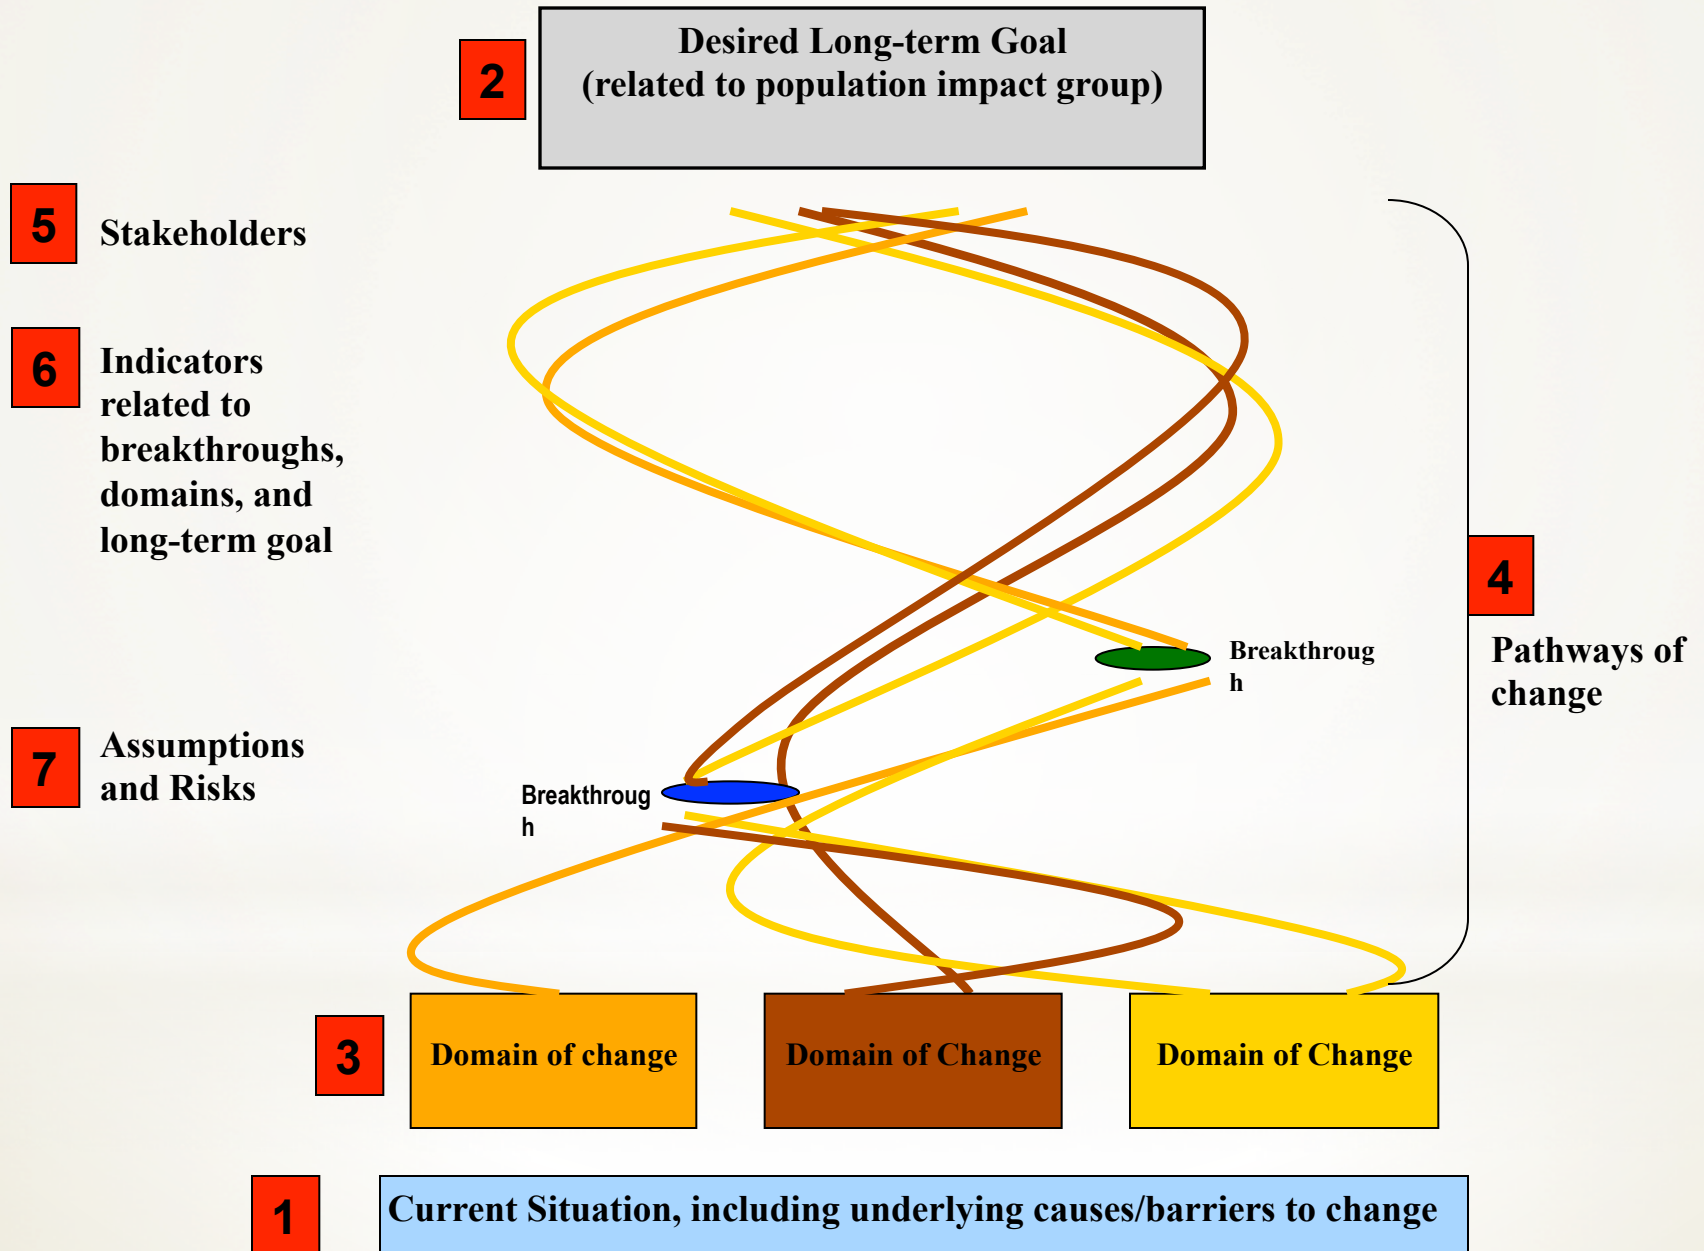 2
Desired Long-term Goal
(related to population impact group)
5
Stakeholders
6
Indicators
related to
breakthroughs,
domains, and
long-term goal
4
Pathways of
change
Breakthroug
h
7
Assumptions
and Risks
Breakthroug
h
3
Domain of change
Domain of Change
Domain of Change
1
Current Situation, including underlying causes/barriers to change